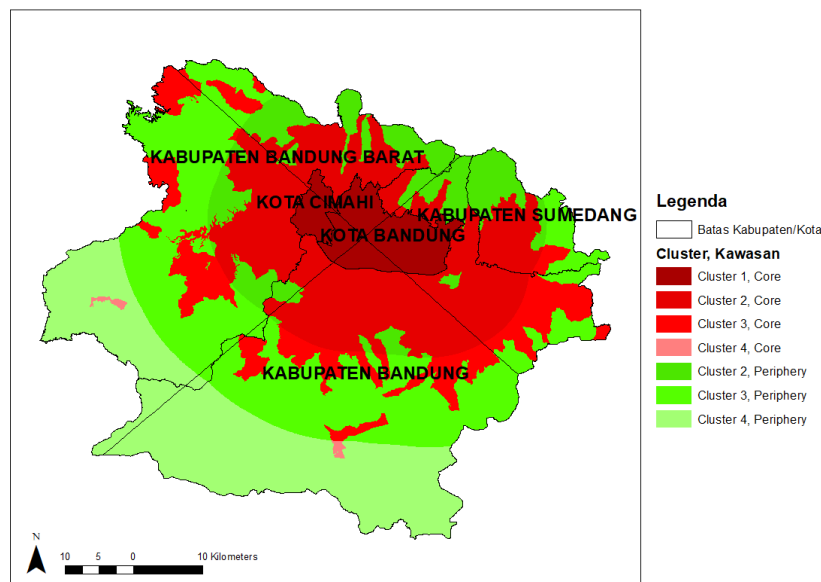 KABUPATEN BANDUNG BARAT
KOTA CIMAHI
KABUPATEN SUMEDANG
KOTA BANDUNG
KABUPATEN BANDUNG
N
10 5 0 10 Kilometers
Legenda
Batas Kabupaten/Kota
Cluster, Kawasan
Cluster 1, Core
Cluster 2, Core
Cluster 3, Core
Cluster 4, Core
Cluster 2, Periphery
Cluster 3, Periphery
Cluster 4, Periphery